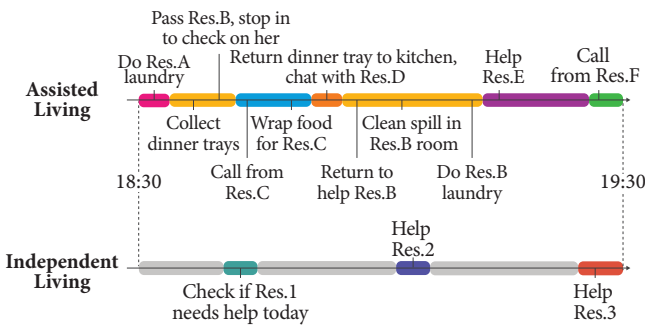 Pass Res.B, stop in
to check on her
Do Res.A
laundry
Return dinner tray to kitchen,
chat with Res.D
Help
Res.E
Call
from Res.F
Assisted
Living
Collect
dinner trays
Wrap food
for Res.C
Clean spill in
Res.B room
Call from
Res.C
Return to
help Res.B
Do Res.B
laundry
18:30
19:30
Help
Res.2
Independent
Living
Check if Res.1
needs help today
Help
Res.3